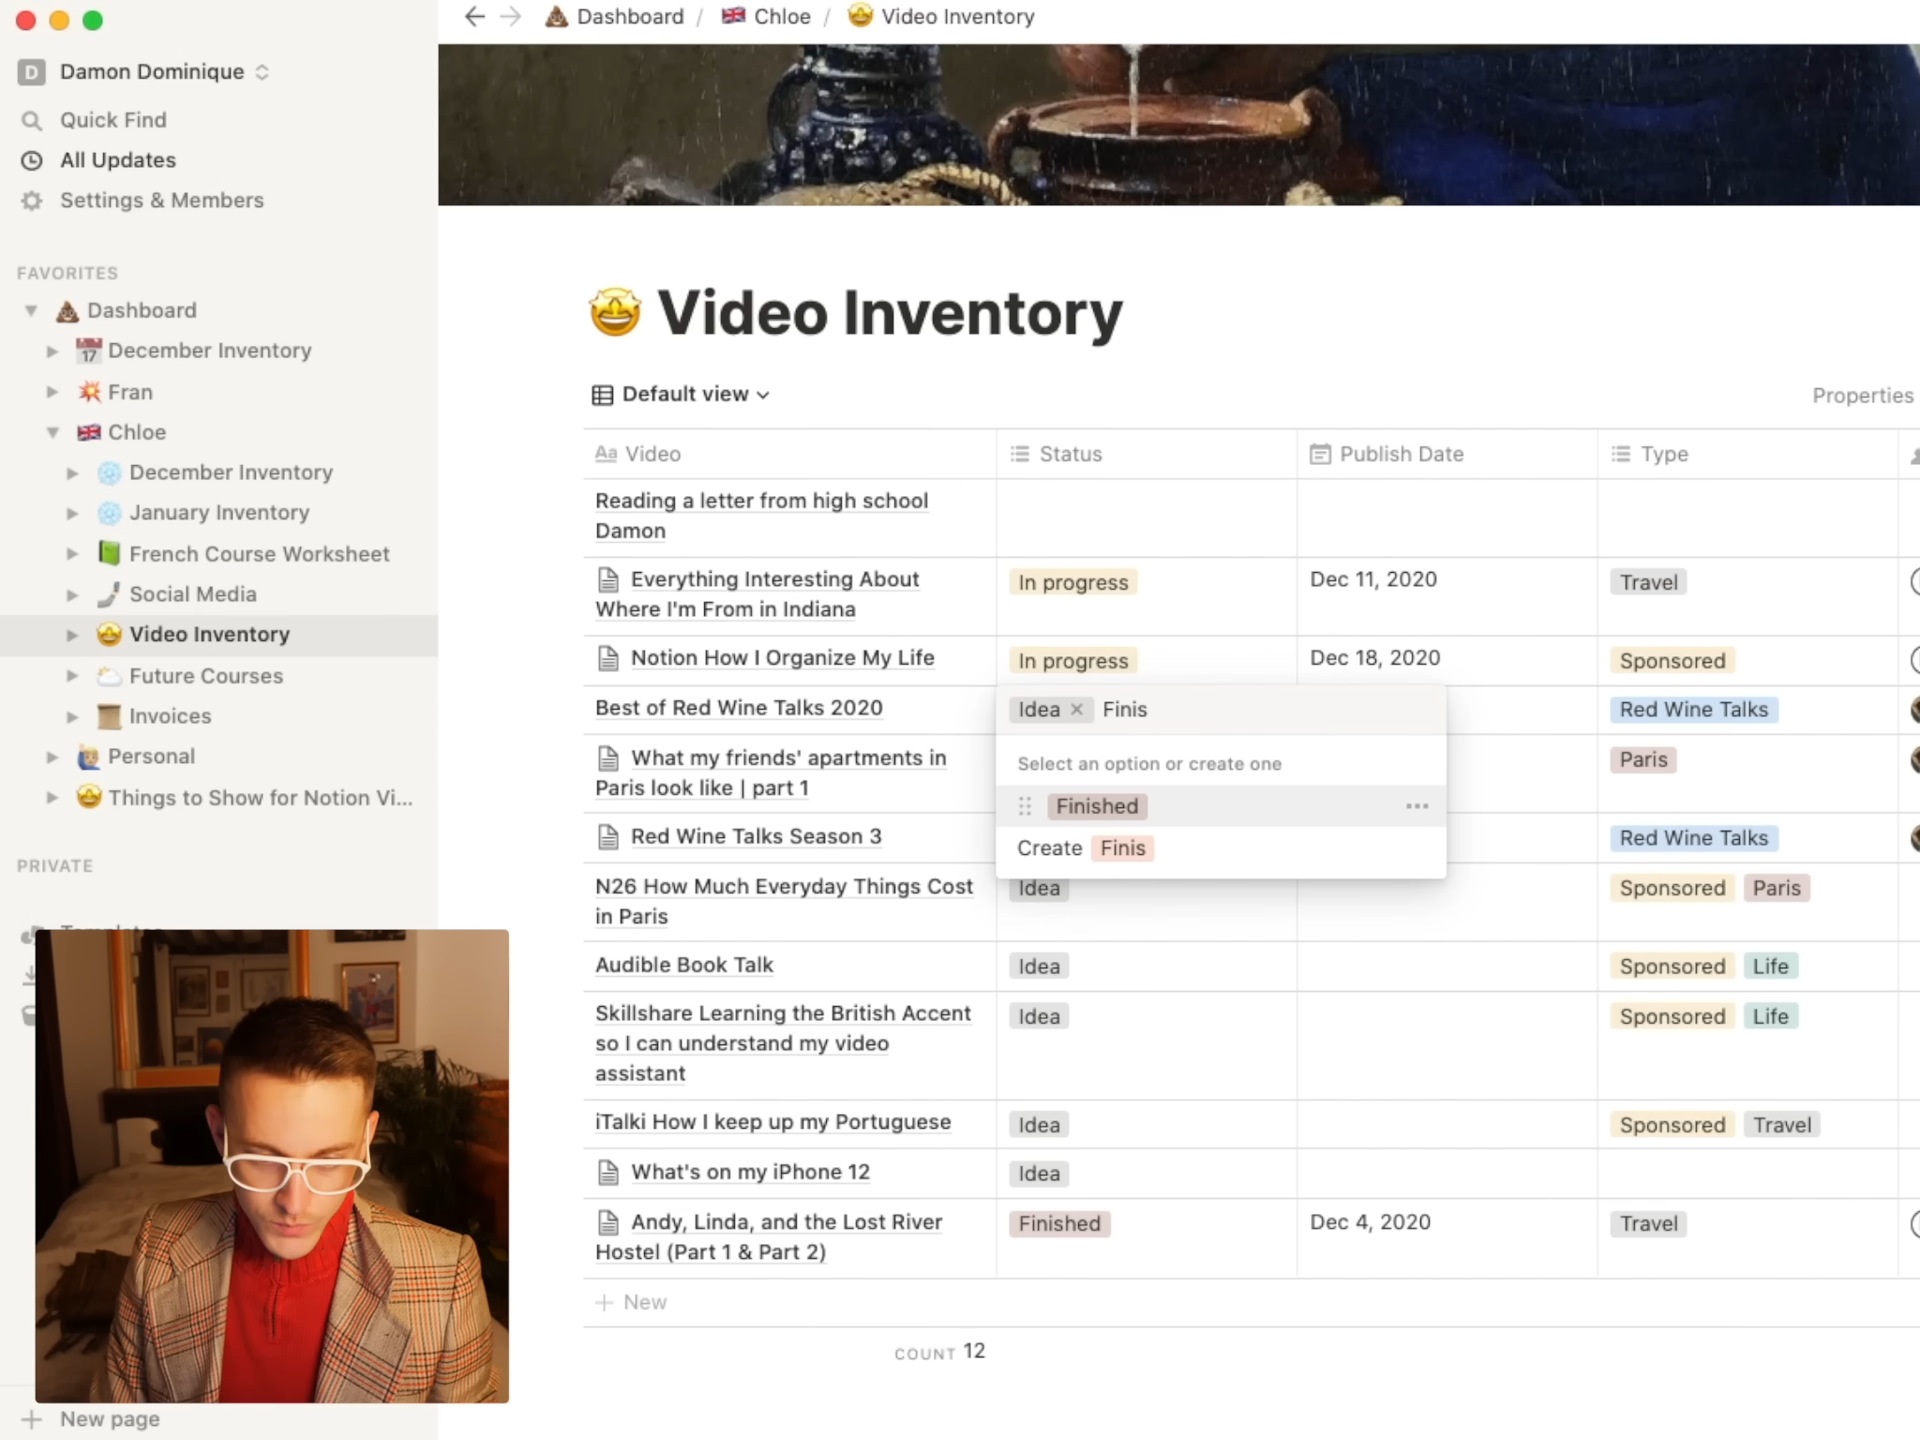 Dashboard / Chloe / Video Inventory
D Damon Dominique
Quick Find
All Updates
Settings & Members
FAVORITES
Dashboard
17 December Inventory
Fran
Chloe
December Inventory
January Inventory
French Course Worksheet
Social Media
Video Inventory
Future Courses
Invoices
Personal
Things to Show for Notion Vi...
PRIVATE
Templates
New page
Video Inventory
Default view
Properties
Aa Video Status Publish Date Type
Reading a letter from high school
Damon
Everything Interesting About
Where I'm From in Indiana
In progress Dec 11, 2020 Travel
Notion How I Organize My Life In progress Dec 18, 2020 Sponsored
Best of Red Wine Talks 2020 Idea × Finis Red Wine Talks
Select an option or create one
Finished
Create Finis
What my friends' apartments in
Paris look like | part 1
Paris
Red Wine Talks Season 3 Red Wine Talks
N26 How Much Everyday Things Cost
in Paris
Idea Sponsored Paris
Audible Book Talk Idea Sponsored Life
Skillshare Learning the British Accent
so I can understand my video
assistant
Idea Sponsored Life
iTalki How I keep up my Portuguese Idea Sponsored Travel
What's on my iPhone 12 Idea
Andy, Linda, and the Lost River
Hostel (Part 1 & Part 2)
Finished Dec 4, 2020 Travel
New
COUNT 12